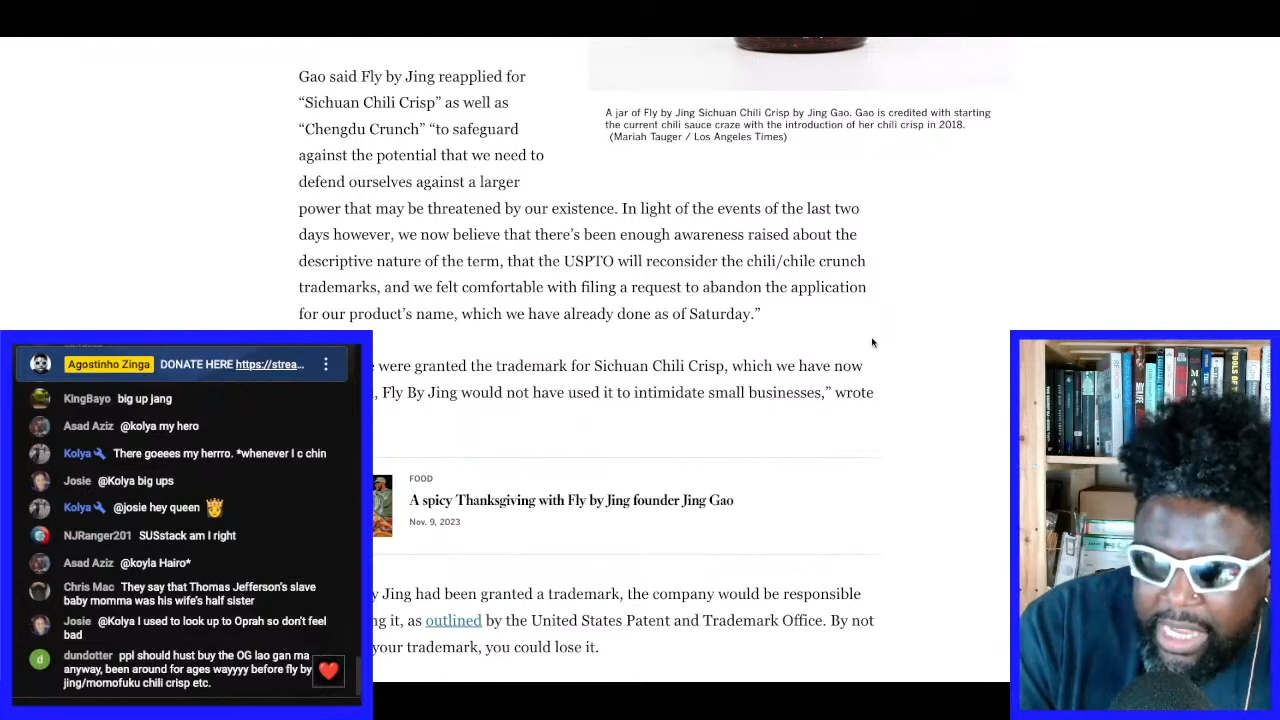 Gao said Fly by Jing reapplied for
“Sichuan Chili Crisp” as well as
“Chengdu Crunch” “to safeguard
against the potential that we need to
defend ourselves against a larger
power that may be threatened by our existence. In light of the events of the last two
days however, we now believe that there’s been enough awareness raised about the
descriptive nature of the term, that the USPTO will reconsider the chili/chile crunch
trademarks, and we felt comfortable with filing a request to abandon the application
for our product’s name, which we have already done as of Saturday.”
A jar of Fly by Jing Sichuan Chili Crisp by Jing Gao. Gao is credited with starting
the current chili sauce craze with the introduction of her chili crisp in 2018.
(Mariah Tauger / Los Angeles Times)
were granted the trademark for Sichuan Chili Crisp, which we have now
, Fly By Jing would not have used it to intimidate small businesses,” wrote
FOOD
A spicy Thanksgiving with Fly by Jing founder Jing Gao
Nov. 9, 2023
y Jing had been granted a trademark, the company would be responsible
g it, as outlined by the United States Patent and Trademark Office. By not
your trademark, you could lose it.
Agostinho Zinga DONATE HERE https://strea...
KingBayo big up jang
Asad Aziz @kolya my hero
Kolya There goeees my herrro. *whenever I c chin
Josie @Kolya big ups
Kolya @josie hey queen
NJRanger201 SUSstack am I right
Asad Aziz @koyla Hairo*
Chris Mac They say that Thomas Jefferson's slave
baby momma was his wife's half sister
Josie @Kolya I used to look up to Oprah so don't feel
bad
d dundotter ppl should hust buy the OG lao gan ma
anyway, been around for ages wayyyy before fly by
jing/momofuku chili crisp etc.